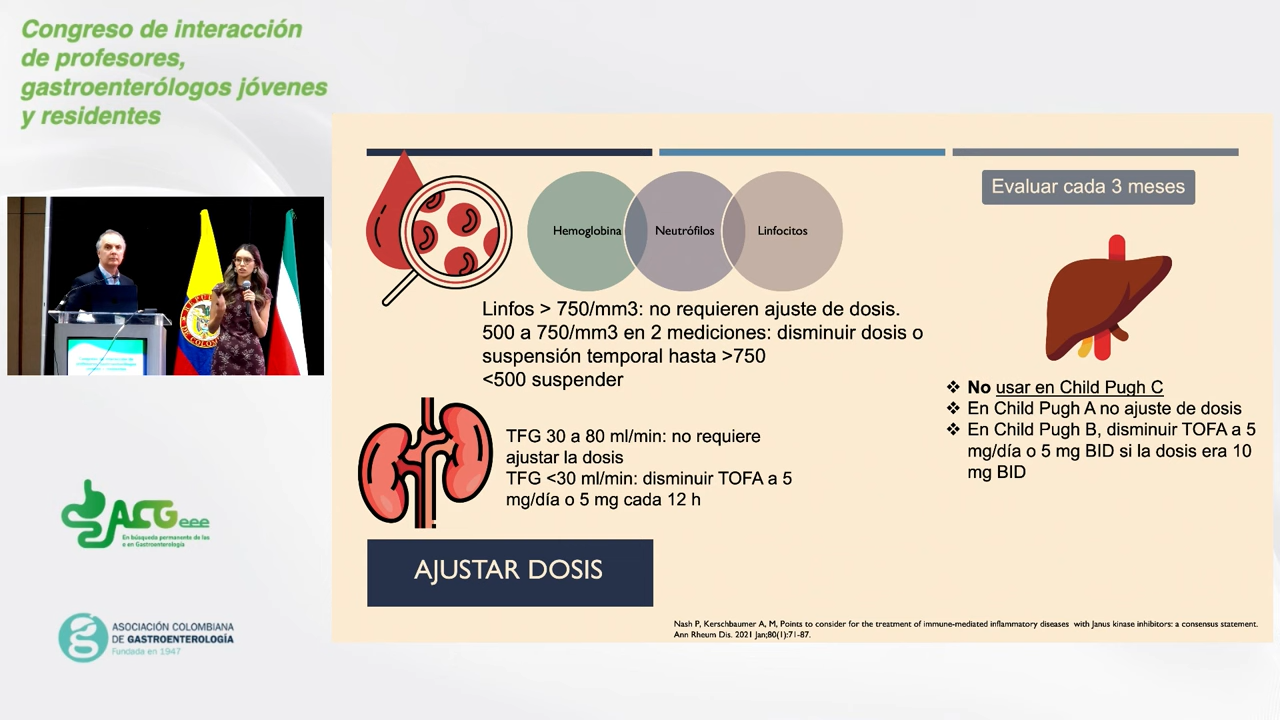 Congreso de interacción
de profesores,
gastroenterólogos jóvenes
y residentes
Evaluar cada 3 meses
Hemoglobina
Neutrófilos
Linfocitos
Linfos > 750/mm3: no requieren ajuste de dosis.
500 a 750/mm3 en 2 mediciones: disminuir dosis o
suspensión temporal hasta >750
<500 suspender
❖ No usar en Child Pugh C
❖ En Child Pugh A no ajuste de dosis
❖ En Child Pugh B, disminuir TOFA a 5
mg/día o 5 mg BID si la dosis era 10
mg BID
TFG 30 a 80 ml/min: no requiere
ajustar la dosis
TFG <30 ml/min: disminuir TOFA a 5
mg/día o 5 mg cada 12 h
AJUSTAR DOSIS
Nash P, Kerschbaumer A, M, Points to consider for the treatment of immune-mediated inflammatory diseases with Janus kinase inhibitors: a consensus statement.
Ann Rheum Dis. 2021 Jan;80(1):71-87.
ACGeee
En búsqueda permanente de las
e en Gastroenterología
ASOCIACIÓN COLOMBIANA
DE GASTROENTEROLOGÍA
Fundada en 1947